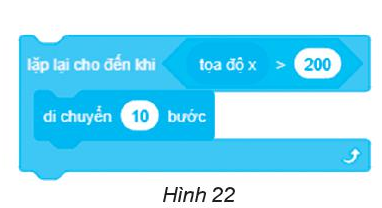 lặp lại cho đến khi tọa độ x > 200
di chuyển 10 bước
Hình 22